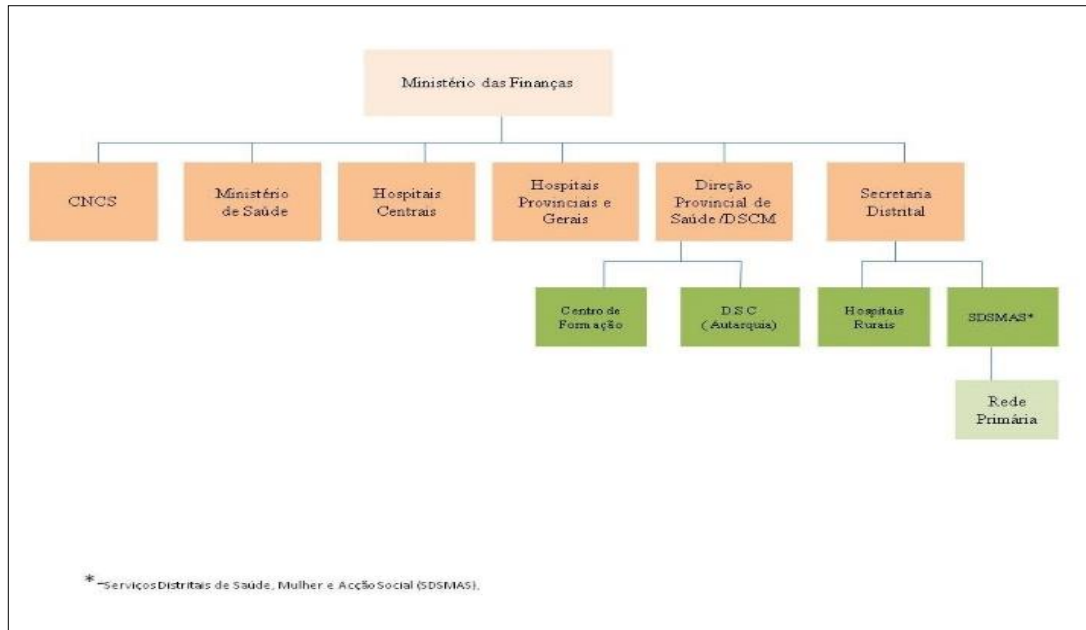 Ministério das Finanças
CNCS
Ministério
de Saúde
Hospitais
Centrais
Hospitais
Provinciais e
Gerais
Direção
Provincial de
Saúde/DSCM
Secretaria
Distrital
Centro de
Formação
DSC
(Autarquia)
Hospitais
Rurais
SDSMAS*
Rede
Primária
* -Serviços Distritais de Saúde, Mulher e Acção Social (SDSMAS),